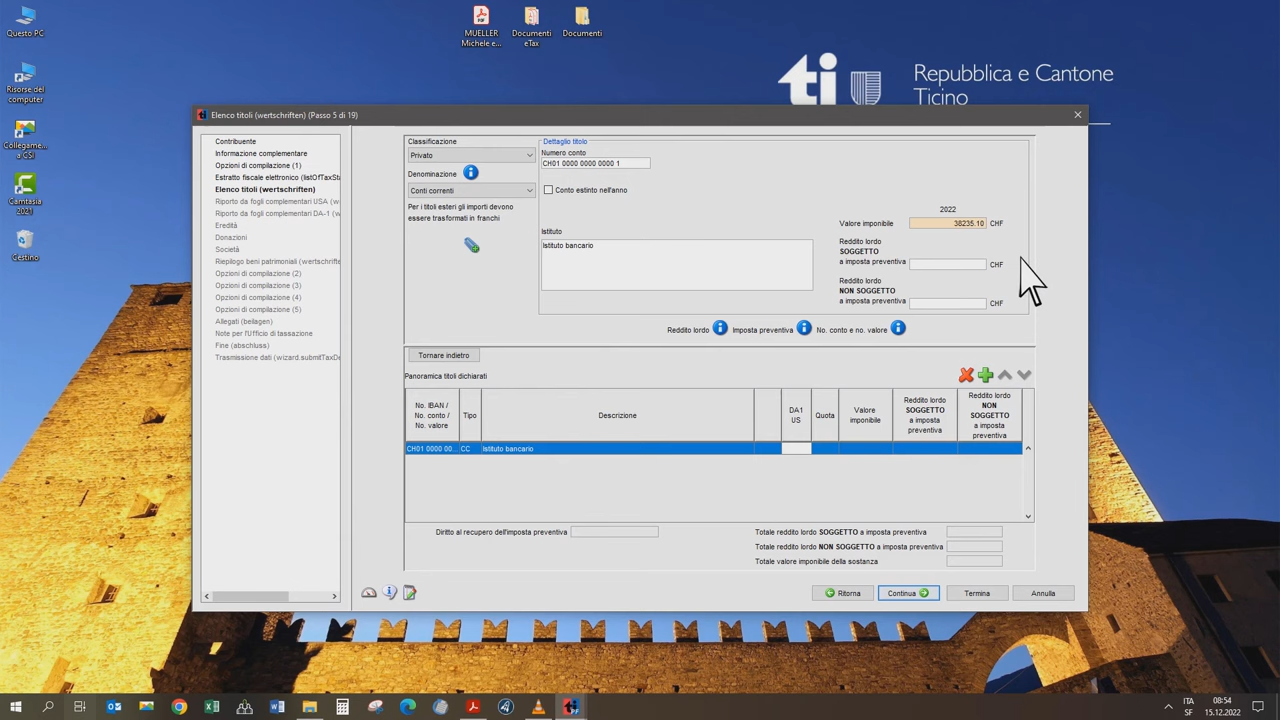 Questo PC
Risorse del
computer
Collegame...
a CSI
Camtasia
2021
Cestino
MUELLER
Michele e...
Documenti
eTax
Documenti
ti
Repubblica e Cantone
Ticino
Elenco titoli (wertschriften) (Passo 5 di 19)
Contribuente
Informazione complementare
Opzioni di compilazione (1)
Estratto fiscale elettronico (listOfTaxSta
Elenco titoli (wertschriften)
Riporto da fogli complementari USA (w
Riporto da fogli complementari DA-1 (w
Eredità
Donazioni
Società
Riepilogo beni patrimoniali (wertschrifte
Opzioni di compilazione (2)
Opzioni di compilazione (3)
Opzioni di compilazione (4)
Opzioni di compilazione (5)
Allegati (beilagen)
Note per l'Ufficio di tassazione
Fine (abschluss)
Trasmissione dati (wizard.submitTaxDe
Classificazione
Privato
Denominazione
Conti correnti
Per i titoli esteri gli importi devono
essere trasformati in franchi
Dettaglio titolo
Numero conto
CH01 0000 0000 0000 1
Conto estinto nell'anno
Istituto
Istituto bancario
2022
Valore imponibile 38235.10 CHF
Reddito lordo
SOGGETTO
a imposta preventiva CHF
Reddito lordo
NON SOGGETTO
a imposta preventiva CHF
Reddito lordo Imposta preventiva No. conto e no. valore
Tornare indietro
Panoramica titoli dichiarati
No. IBAN /
No. conto /
No. valore
Tipo
Descrizione
DA1
US
Quota
Valore
imponibile
Reddito lordo
SOGGETTO
a imposta
preventiva
Reddito lordo
NON
SOGGETTO
a imposta
preventiva
CH01 0000 00... CC Istituto bancario
Diritto al recupero dell'imposta preventiva
Totale reddito lordo SOGGETTO a imposta preventiva
Totale reddito lordo NON SOGGETTO a imposta preventiva
Totale valore imponibile della sostanza
Ritorna Continua Termina Annulla
ITA
SF
08:54
15.12.2022